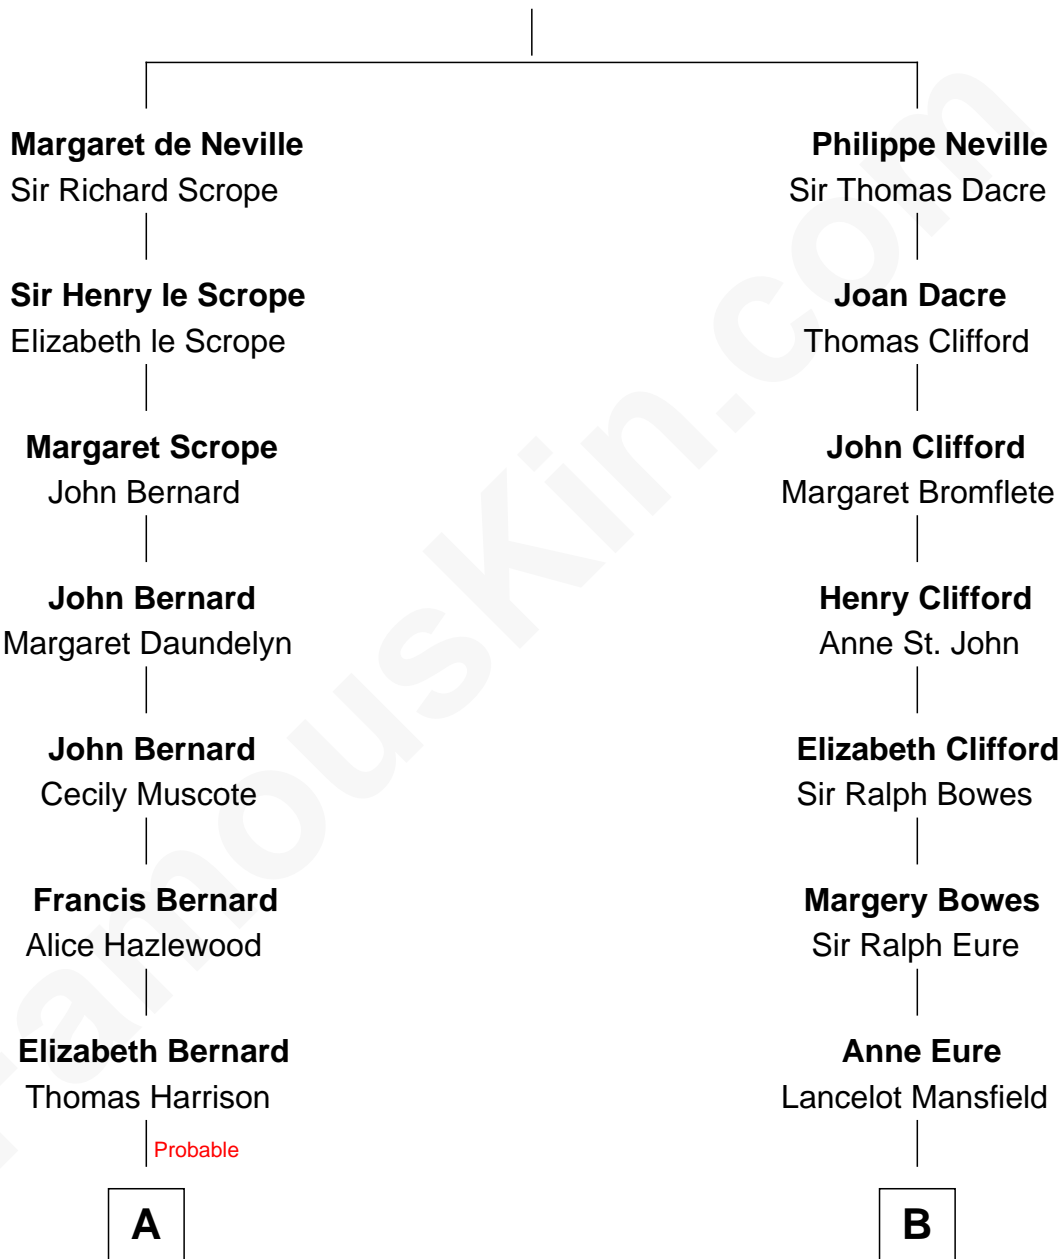 Margaret de Neville
Sir Richard Scrope
Philippe Neville
Sir Thomas Dacre
Sir Henry le Scrope
Elizabeth le Scrope
Joan Dacre
Thomas Clifford
Margaret Scrope
John Bernard
John Clifford
Margaret Bromflete
John Bernard
Margaret Daundelyn
Henry Clifford
Anne St. John
John Bernard
Cecily Muscote
Elizabeth Clifford
Sir Ralph Bowes
Francis Bernard
Alice Hazlewood
Margery Bowes
Sir Ralph Eure
Elizabeth Bernard
Thomas Harrison
Anne Eure
Lancelot Mansfield
Probable
A
B
FamousKin.com